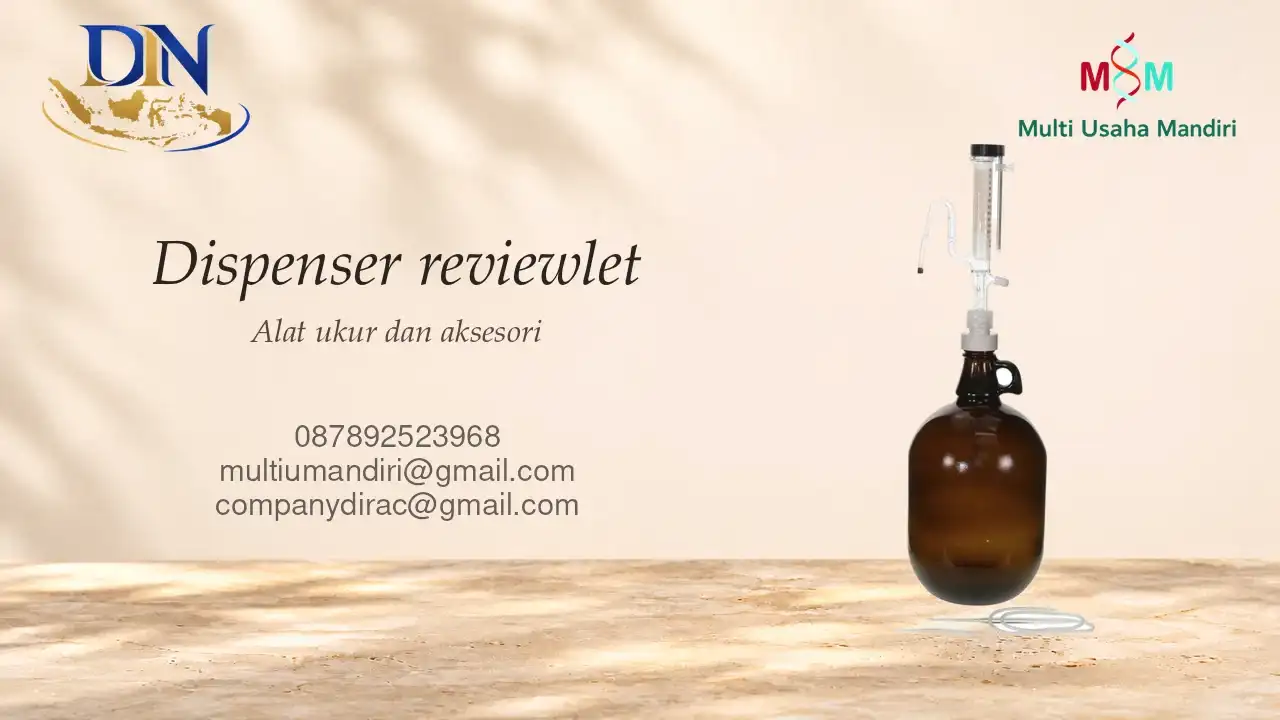 DN
M M
Multi Usaha Mandiri
Dispenser reviewlet
Alat ukur dan aksesori
087892523968
multiumandiri@gmail.com
companydirac@gmail.com